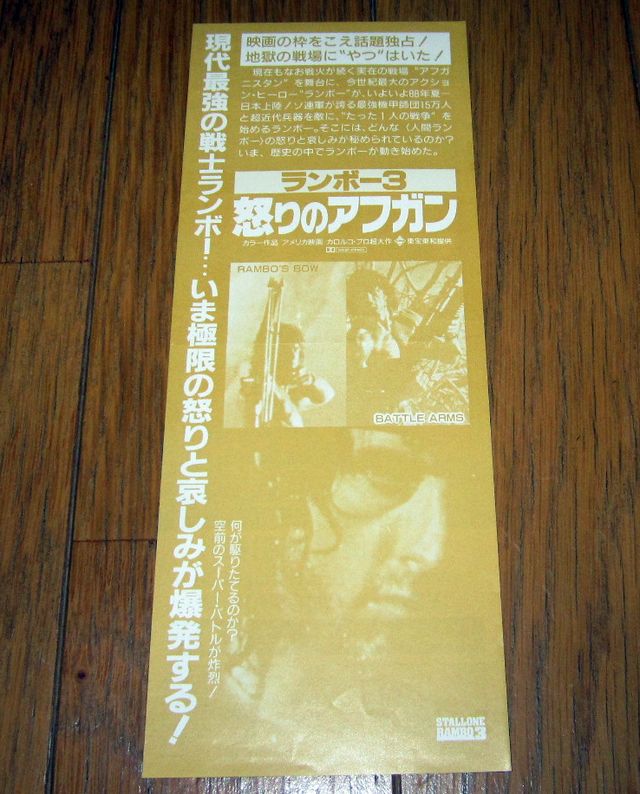 映画の枠をこえ話題独占！
地獄の戦場に"やつ"はいた！
現在もなお戦火が続く実在の戦場 "アフガ
ニスタン" を舞台に、今世紀最大のアクショ
ン・ヒーロー"ランボー"が、いよいよ88年夏―
日本上陸！ソ連軍が誇る最強機甲師団15万人
と超近代兵器を敵に、"たった1人の戦争" を
始めるランボー。そこには、どんな〈人間ラン
ボー〉の怒りと哀しみが秘められているのか？
いま、歴史の中でランボーが動き始めた。
現代最強の戦士ランボー…いま極限の怒りと哀しみが爆発する！
ランボー3
怒りのアフガン
カラー作品 アメリカ映画 カロルコ・プロ超大作 東宝東和提供
RAMBO'S BOW
BATTLE ARMS
何が駆りたてるのか？
空前のスーパー・バトルが炸烈！
STALLONE
RAMBO 3